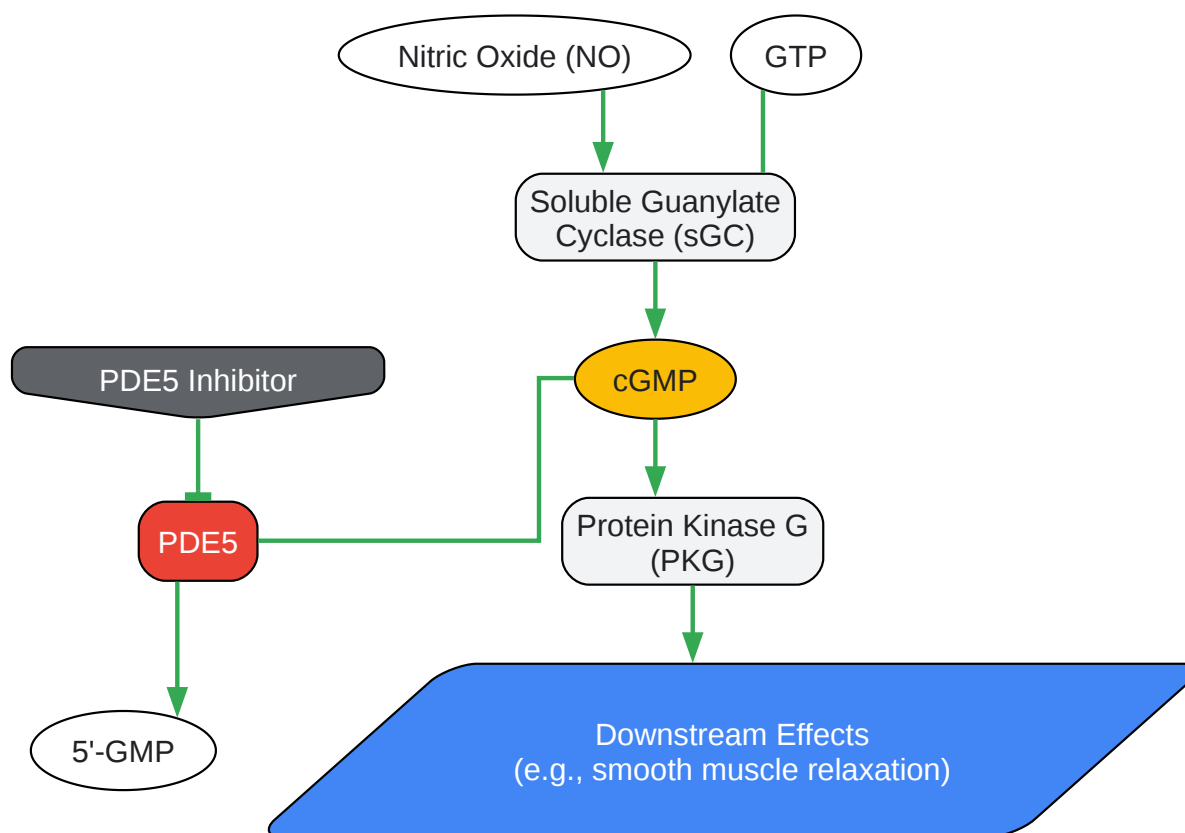 Nitric Oxide (NO)
GTP
Soluble Guanylate
Cyclase (sGC)
PDE5 Inhibitor
cGMP
PDE5
Protein Kinase G
(PKG)
5'-GMP
Downstream Effects
(e.g., smooth muscle relaxation)